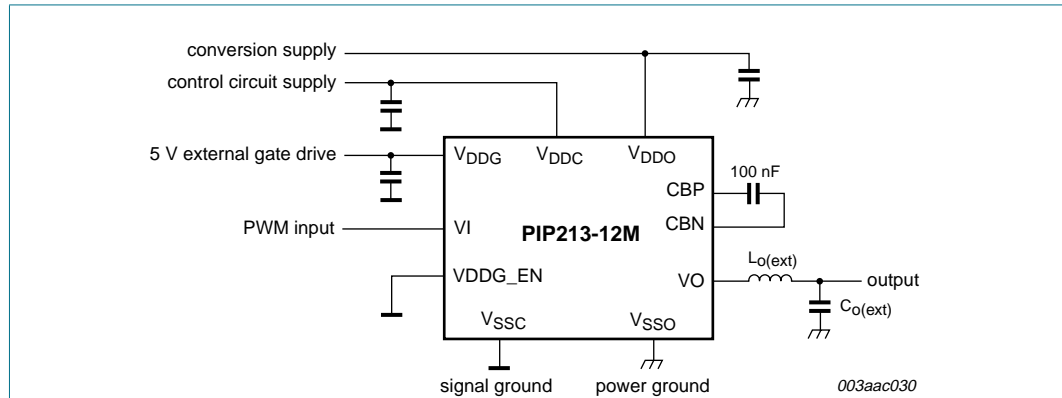 conversion supply
control circuit supply
5 V external gate drive
VDDG VDDC VDDO
100 nF
CBP
CBN
PWM input
VI
PIP213-12M
VDDG_EN
Lo(ext)
VO
output
Co(ext)
VSSC VSSO
signal ground power ground
003aac030